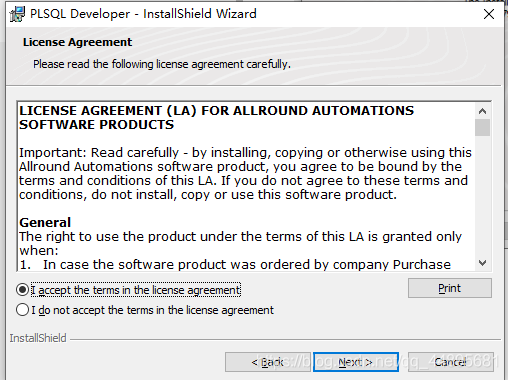 PLSQL Developer - InstallShield Wizard
License Agreement
Please read the following license agreement carefully.
LICENSE AGREEMENT (LA) FOR ALLROUND AUTOMATIONS
SOFTWARE PRODUCTS
Important: Read carefully - by installing, copying or otherwise using this
Allround Automations software product, you agree to be bound by the
terms and conditions of this LA. If you do not agree to these terms and
conditions, do not install, copy or use this software product.
General
The right to use the product under the terms of this LA is granted only
when:
1. In case the software product was ordered by company Purchase
I accept the terms in the license agreement
Print
I do not accept the terms in the license agreement
InstallShield
< Back
Next >
Cancel